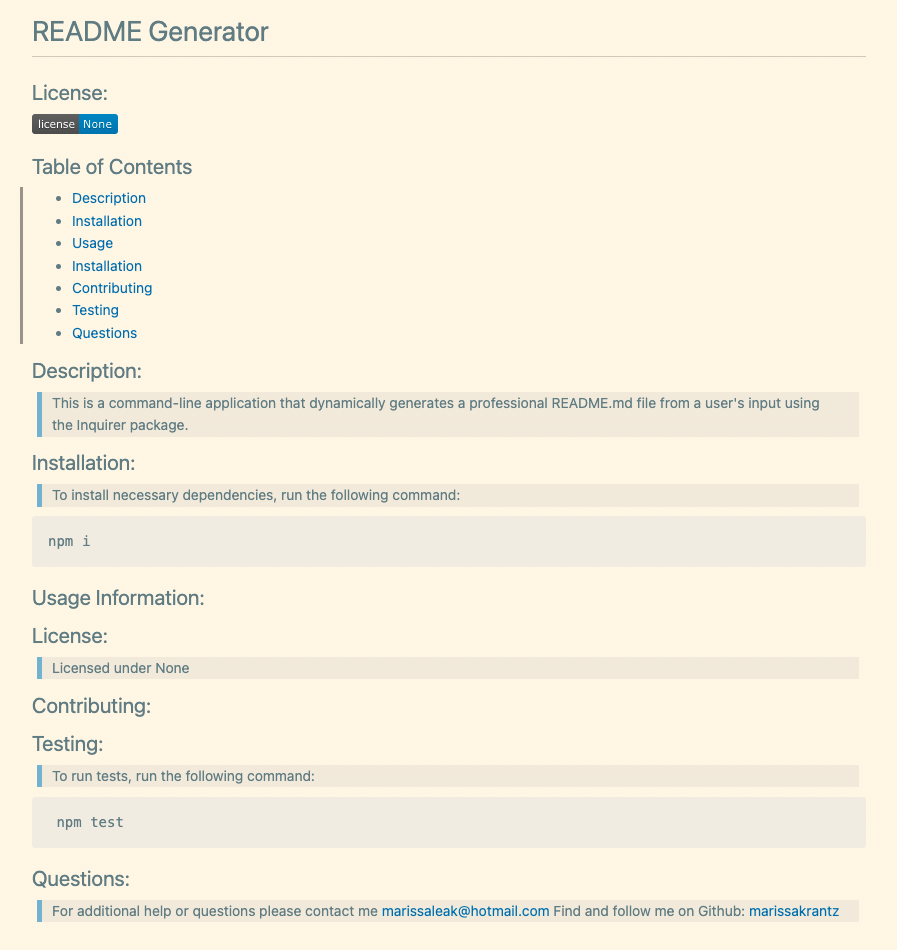 README Generator
License:
license None
Table of Contents
Description
Installation
Usage
Installation
Contributing
Testing
Questions
Description:
This is a command-line application that dynamically generates a professional README.md file from a user's input using
the Inquirer package.
Installation:
To install necessary dependencies, run the following command:
npm i
Usage Information:
License:
Licensed under None
Contributing:
Testing:
To run tests, run the following command:
npm test
Questions:
For additional help or questions please contact me marissaleak@hotmail.com Find and follow me on Github: marissakrantz